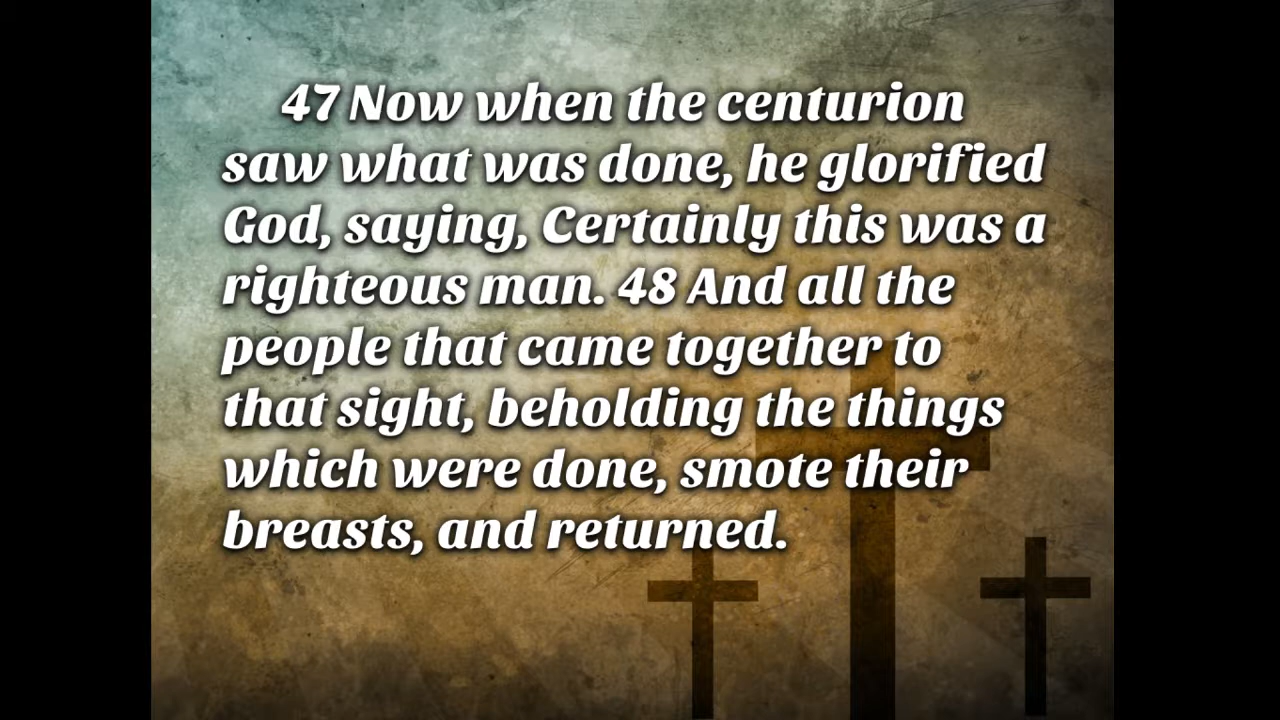 47 Now when the centurion
saw what was done, he glorified
God, saying, Certainly this was a
righteous man. 48 And all the
people that came together to
that sight, beholding the things
which were done, smote their
breasts, and returned.